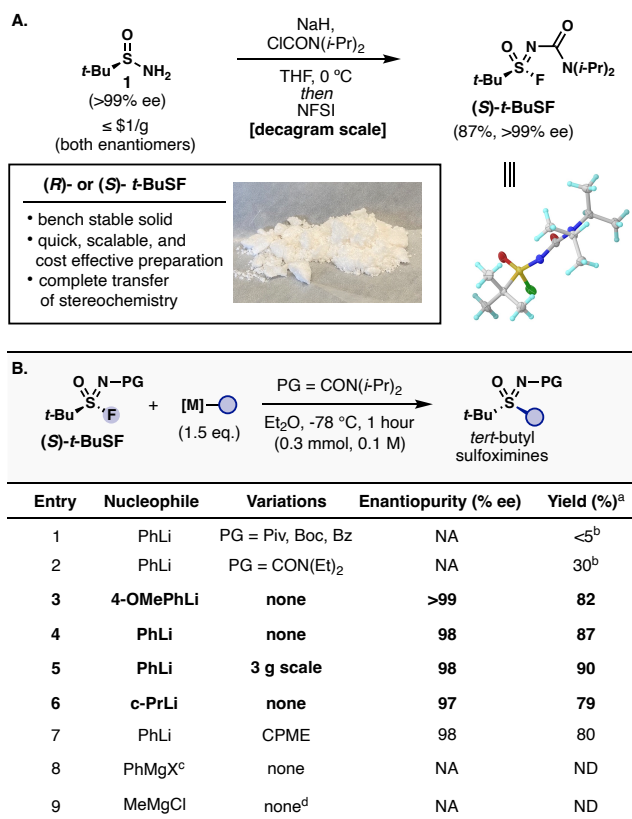 A.
O
S
t-Bu NH2
1
(>99% ee)
≤ $1/g
(both enantiomers)
NaH,
ClCON(i-Pr)2
THF, 0 ºC
then
NFSI
[decagram scale]
O
O N
S
t-Bu F N(i-Pr)2
(S)-t-BuSF
(87%, >99% ee)
(R)- or (S)- t-BuSF
• bench stable solid
• quick, scalable, and
cost effective preparation
• complete transfer
of stereochemistry
B.
O N–PG
S
t-Bu F
(S)-t-BuSF
+
[M]
(1.5 eq.)
PG = CON(i-Pr)2
Et2O, -78 °C, 1 hour
(0.3 mmol, 0.1 M)
O N–PG
S
t-Bu
tert-butyl
sulfoximines
Entry Nucleophile Variations Enantiopurity (% ee) Yield (%)a
1 PhLi PG = Piv, Boc, Bz NA <5b
2 PhLi PG = CON(Et)2 NA 30b
3 4-OMePhLi none >99 82
4 PhLi none 98 87
5 PhLi 3 g scale 98 90
6 c-PrLi none 97 79
7 PhLi CPME 98 80
8 PhMgXc none NA ND
9 MeMgCl noned NA ND